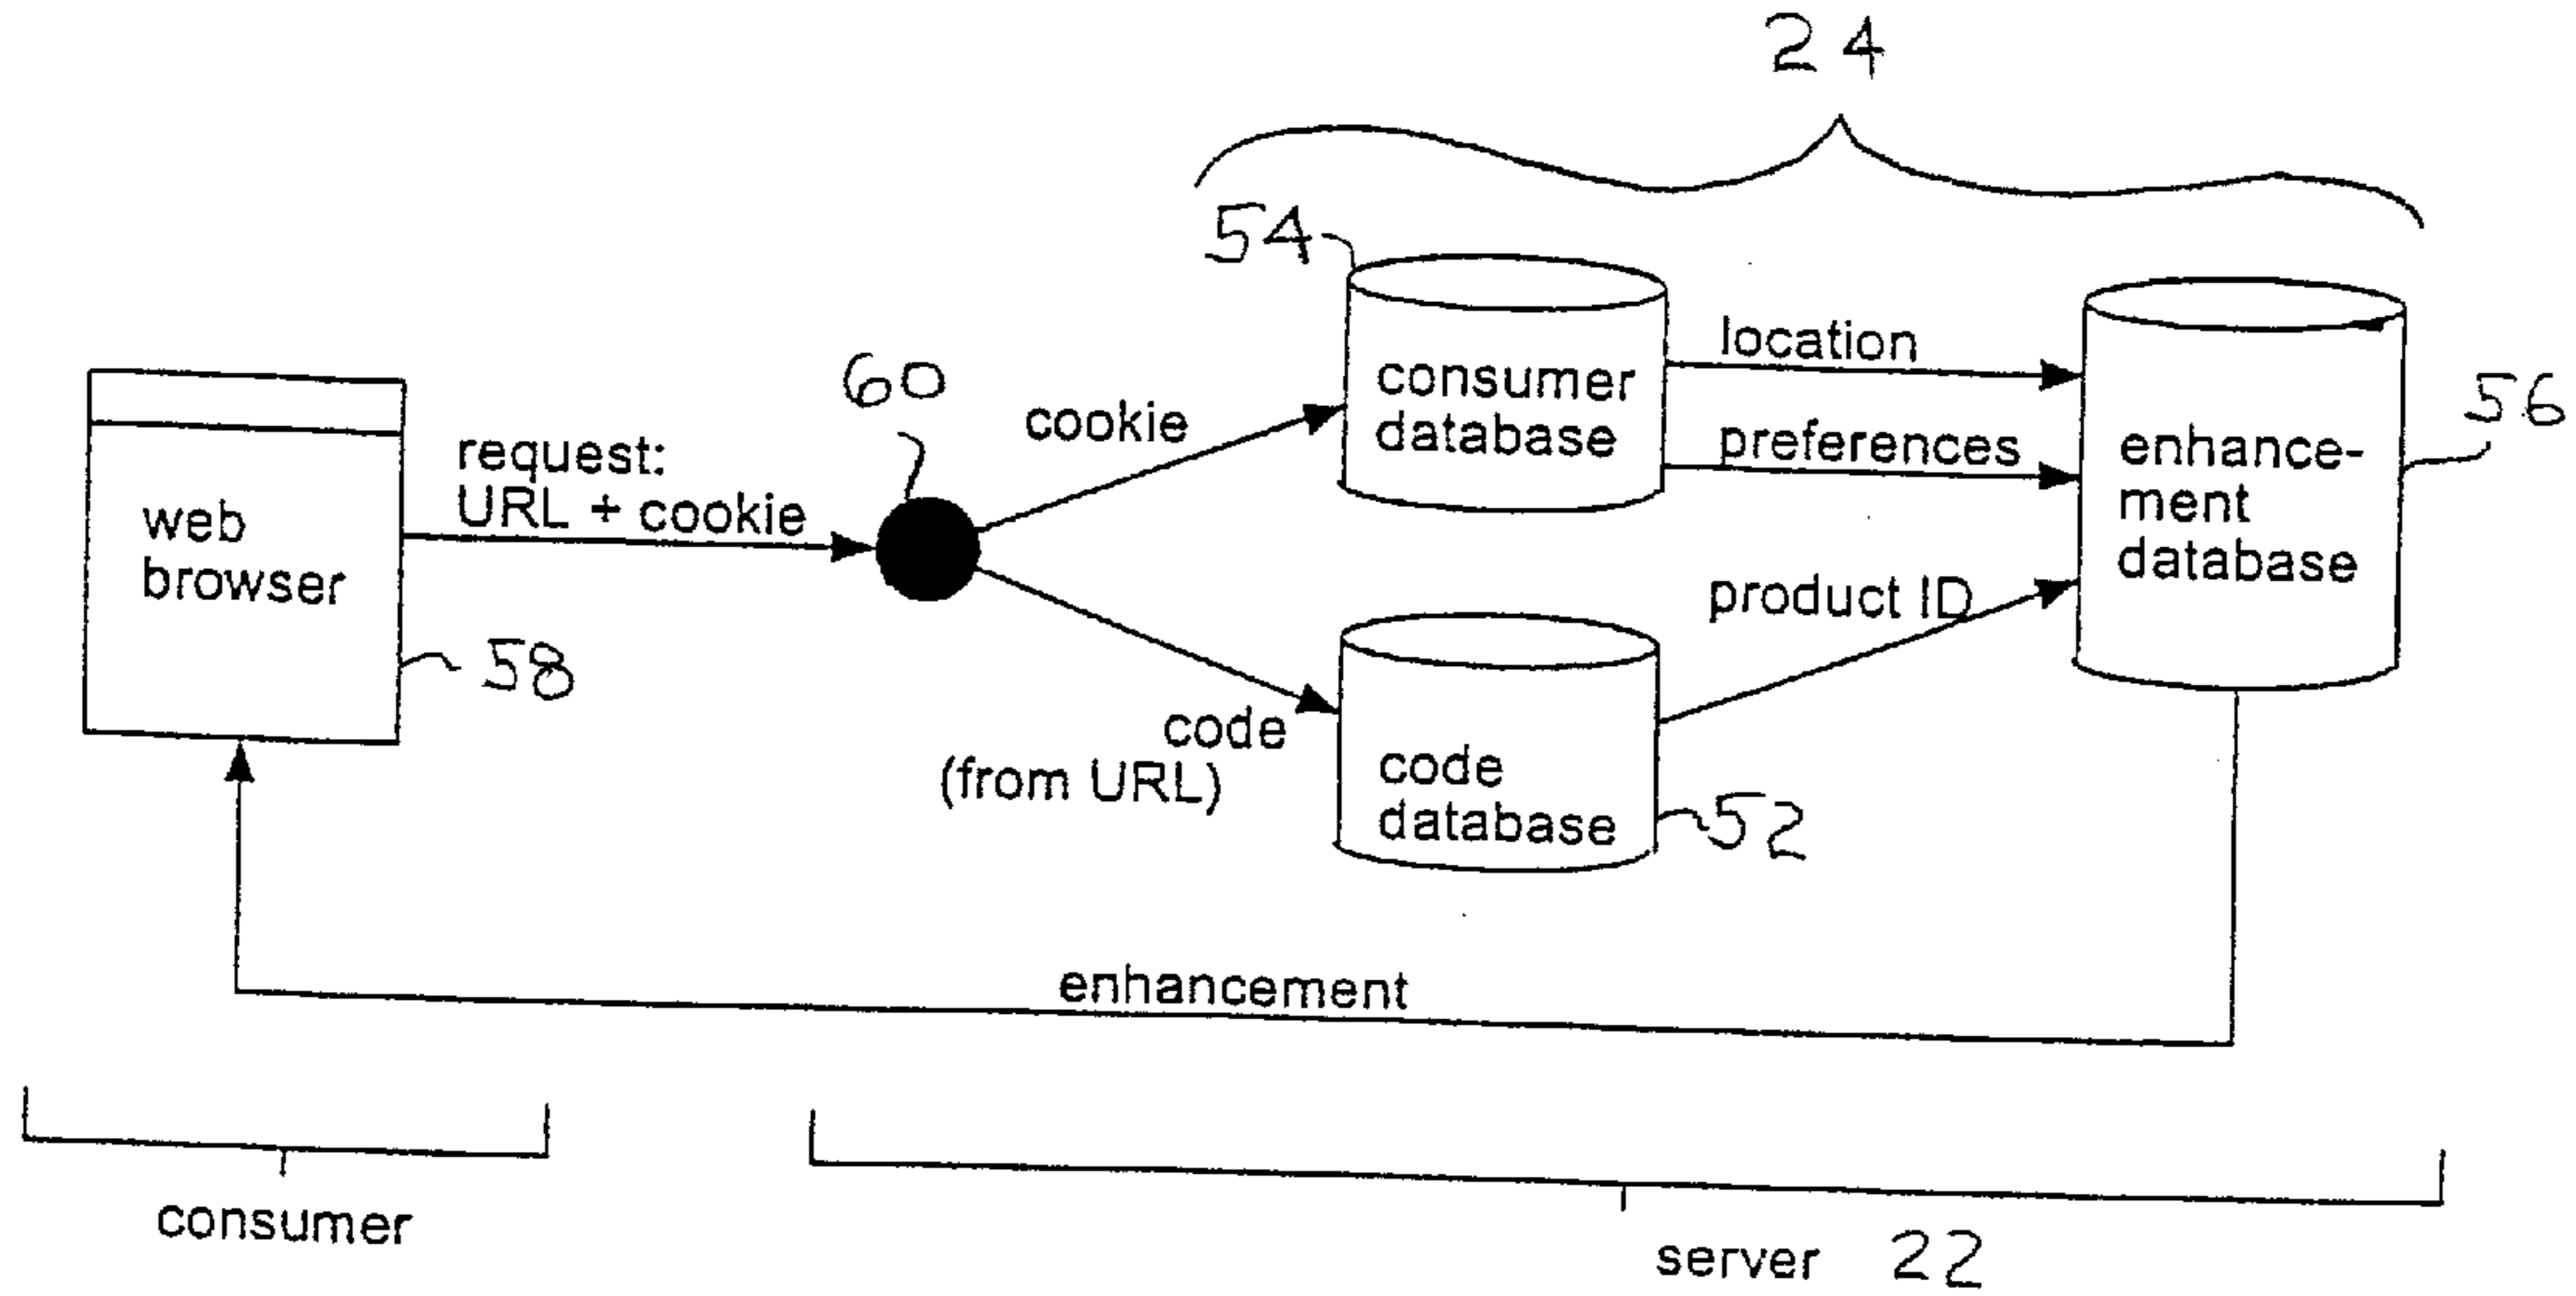 24
54
location
consumer
database
56
60
cookie
preferences
enhance-
ment
database
request:
URL + cookie
web
browser
product ID
58
code
(from URL)
code
database
52
enhancement
consumer
server 22